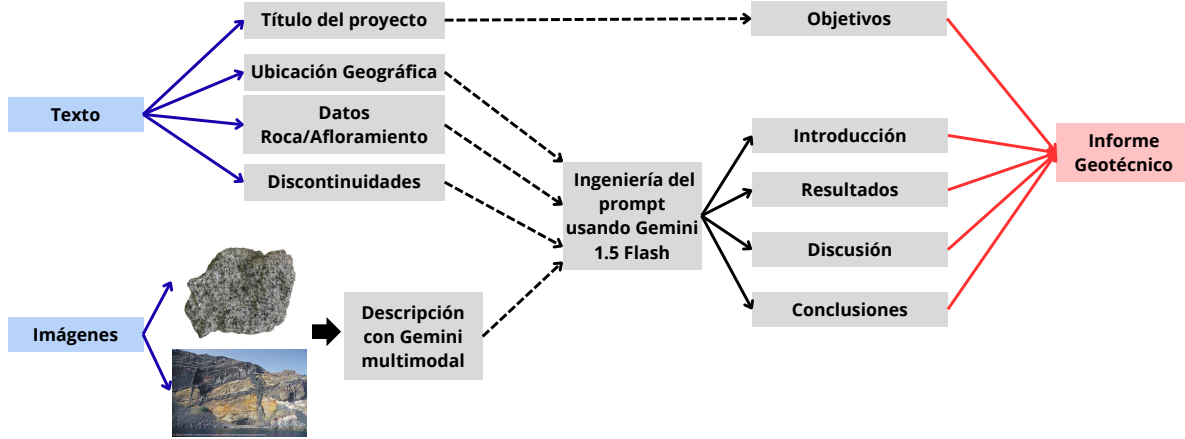 Título del proyecto
Objetivos
Ubicación Geográfica
Texto
Datos
Roca/Afloramiento
Discontinuidades
Ingeniería del
prompt
usando Gemini
1.5 Flash
Introducción
Resultados
Discusión
Conclusiones
Informe
Geotécnico
Imágenes
Descripción
con Gemini
multimodal